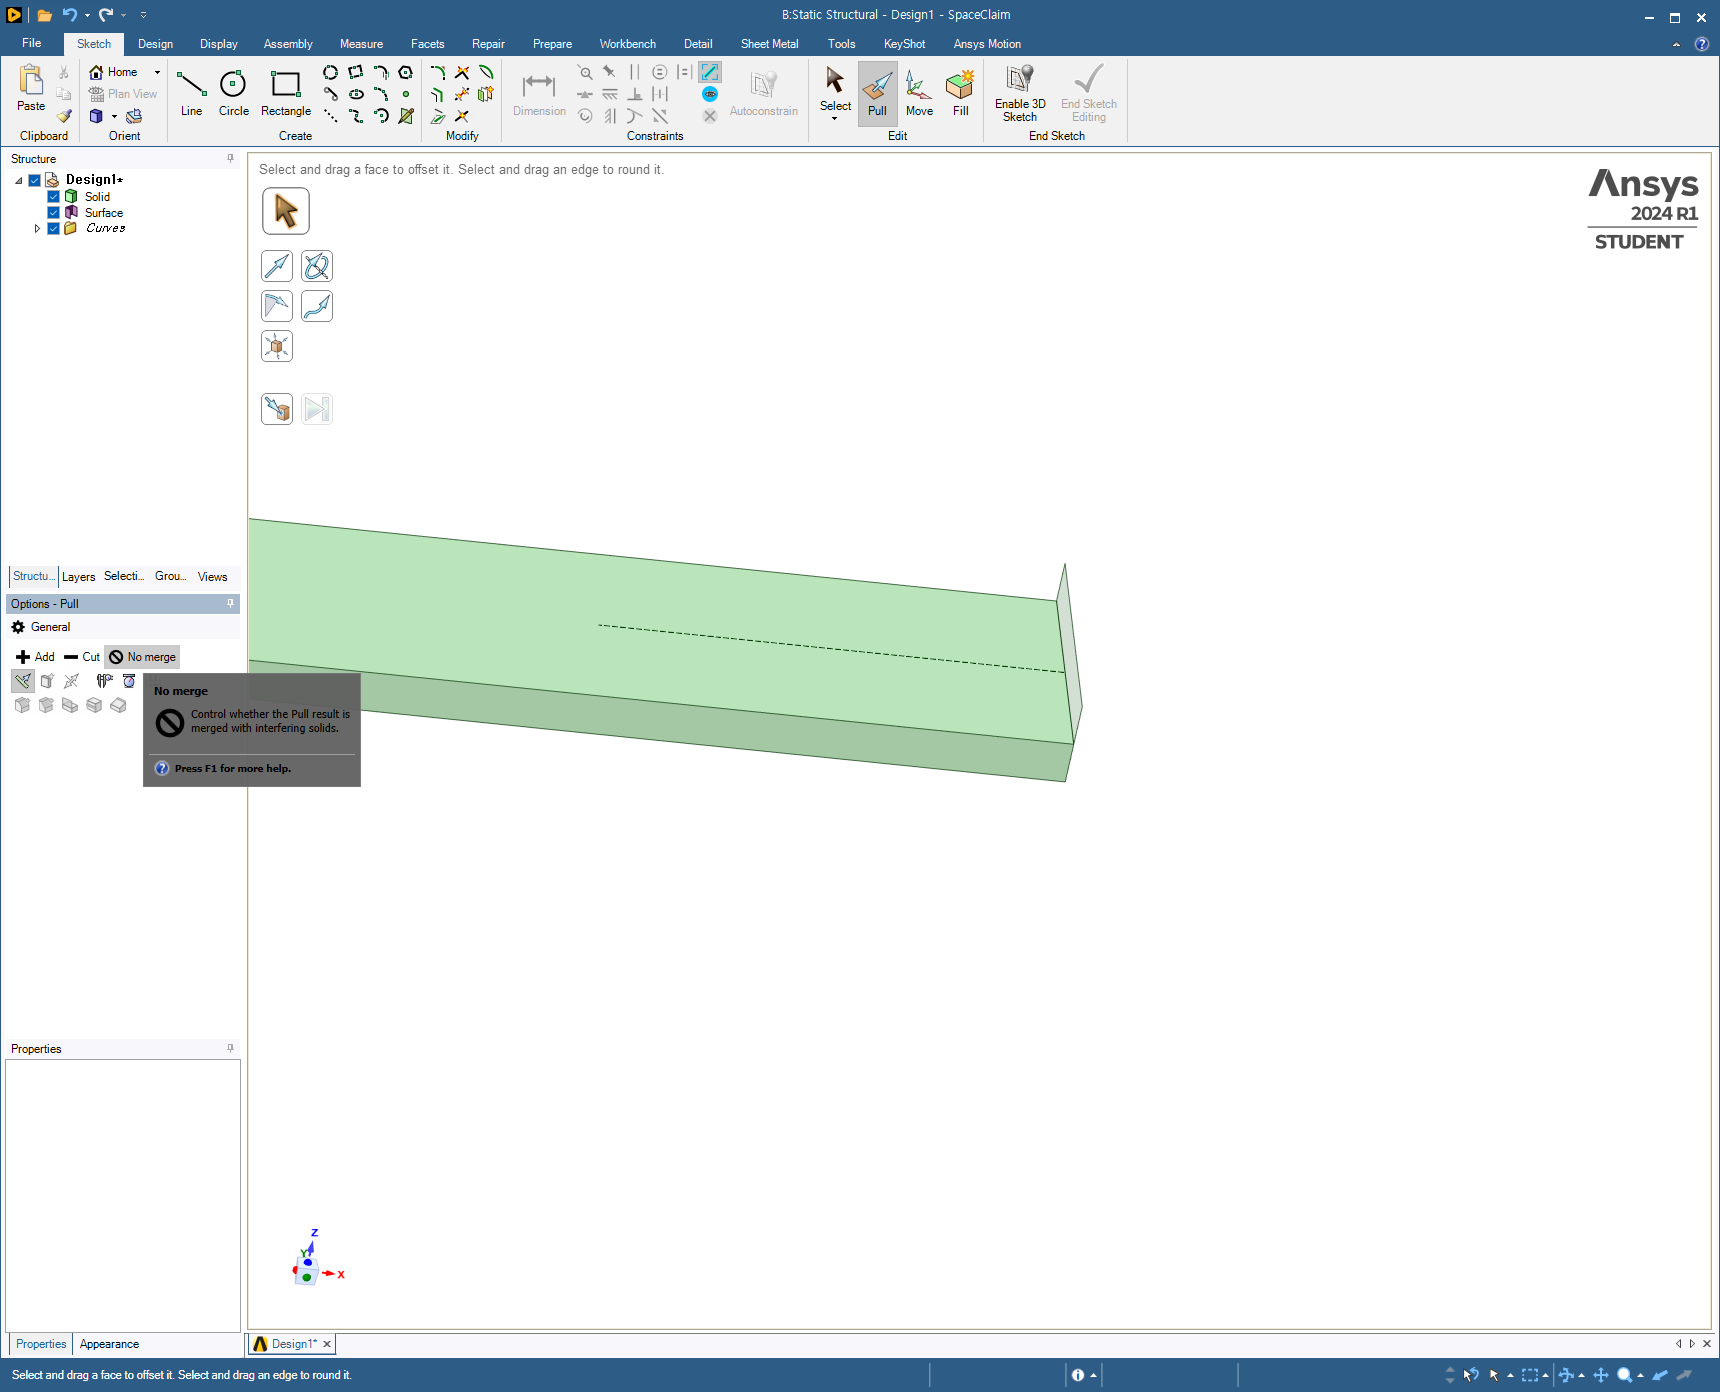 B:Static Structural - Design1 - SpaceClaim
File Sketch Design Display Assembly Measure Facets Repair Prepare Workbench Detail Sheet Metal Tools KeyShot Ansys Motion
Paste
Clipboard
Home
Plan View
Orient
Line
Circle
Rectangle
Create
Modify
Dimension
Autoconstrain
Constraints
Select
Pull
Move
Fill
Edit
Enable 3D
Sketch
End Sketch
Editing
End Sketch
Structure
Design1*
Solid
Surface
Curves
Structu... Layers Selecti... Grou... Views
Options - Pull
General
Add Cut No merge
No merge
Control whether the Pull result is
merged with interfering solids.
Press F1 for more help.
Properties
Properties Appearance
Select and drag a face to offset it. Select and drag an edge to round it.
Ansys
2024 R1
STUDENT
Z
Y
X
Design1*
Select and drag a face to offset it. Select and drag an edge to round it.